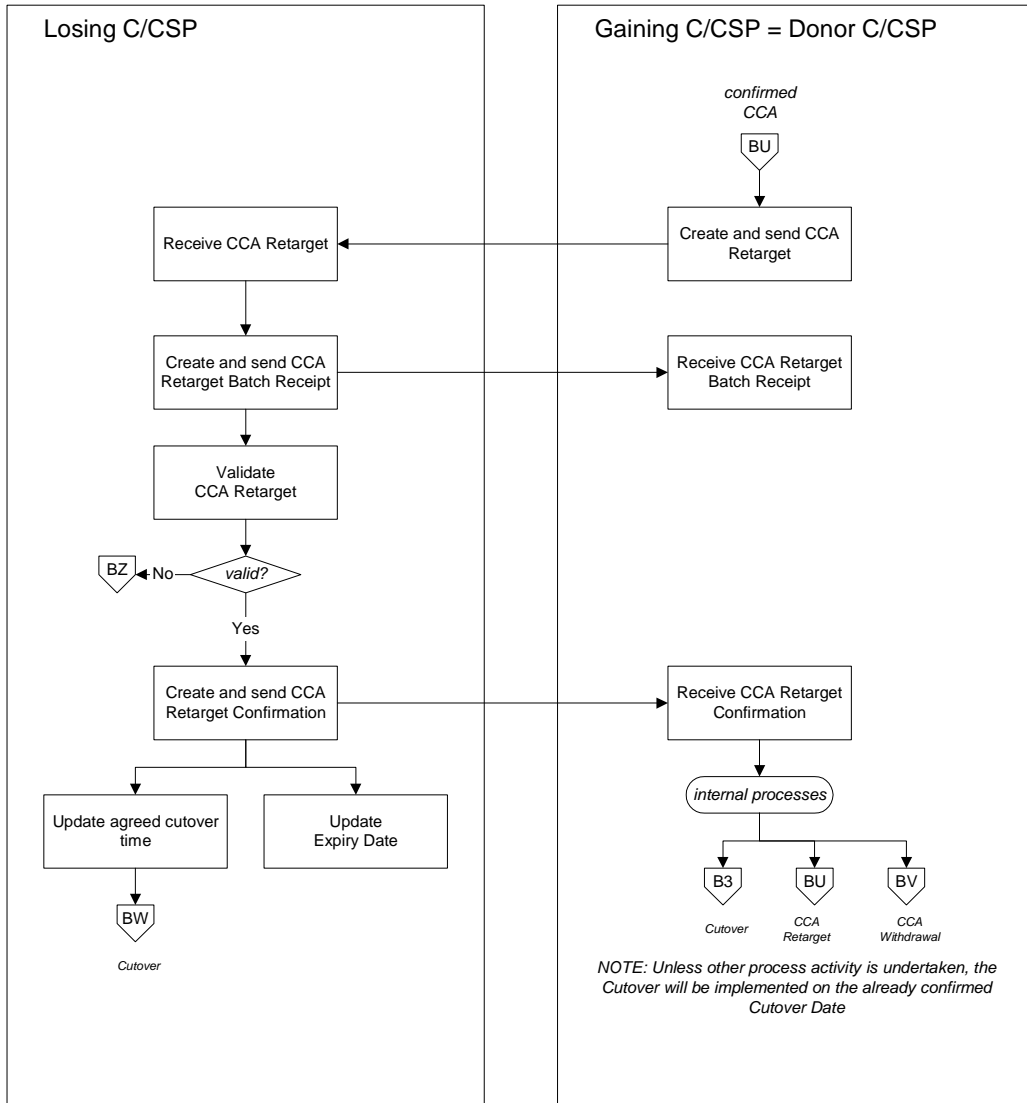 Losing C/CSP
Gaining C/CSP = Donor C/CSP
confirmed
CCA
BU
Receive CCA Retarget
Create and send CCA
Retarget
Create and send CCA
Retarget Batch Receipt
Receive CCA Retarget
Batch Receipt
Validate
CCA Retarget
BZ
No
valid?
Yes
Create and send CCA
Retarget Confirmation
Receive CCA Retarget
Confirmation
internal processes
Update agreed cutover
time
Update
Expiry Date
B3
BU
BV
Cutover
CCA
Retarget
CCA
Withdrawal
BW
Cutover
NOTE: Unless other process activity is undertaken, the
Cutover will be implemented on the already confirmed
Cutover Date